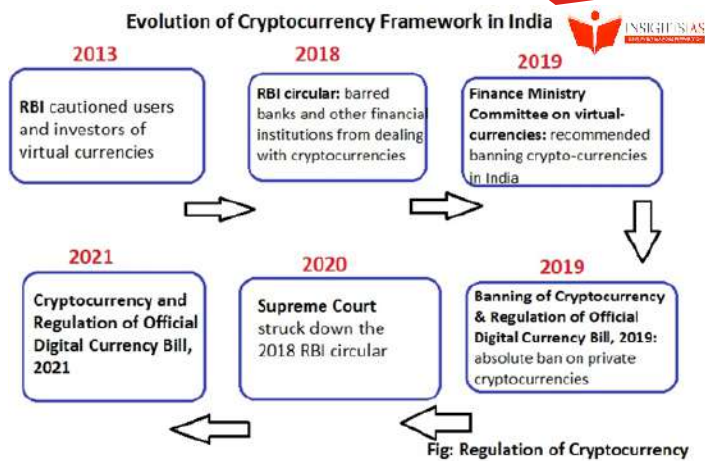 Evolution of Cryptocurrency Framework in India
INSIGHTSIAS
2013
RBI cautioned users
and investors of
virtual currencies
2018
RBI circular: barred
banks and other financial
institutions from dealing
with cryptocurrencies
2019
Finance Ministry
Committee on virtual-
currencies: recommended
banning crypto-currencies
in India
2019
Banning of Cryptocurrency
& Regulation of Official
Digital Currency Bill, 2019:
absolute ban on private
cryptocurrencies
2020
Supreme Court
struck down the
2018 RBI circular
2021
Cryptocurrency and
Regulation of Official
Digital Currency Bill,
2021
Fig: Regulation of Cryptocurrency